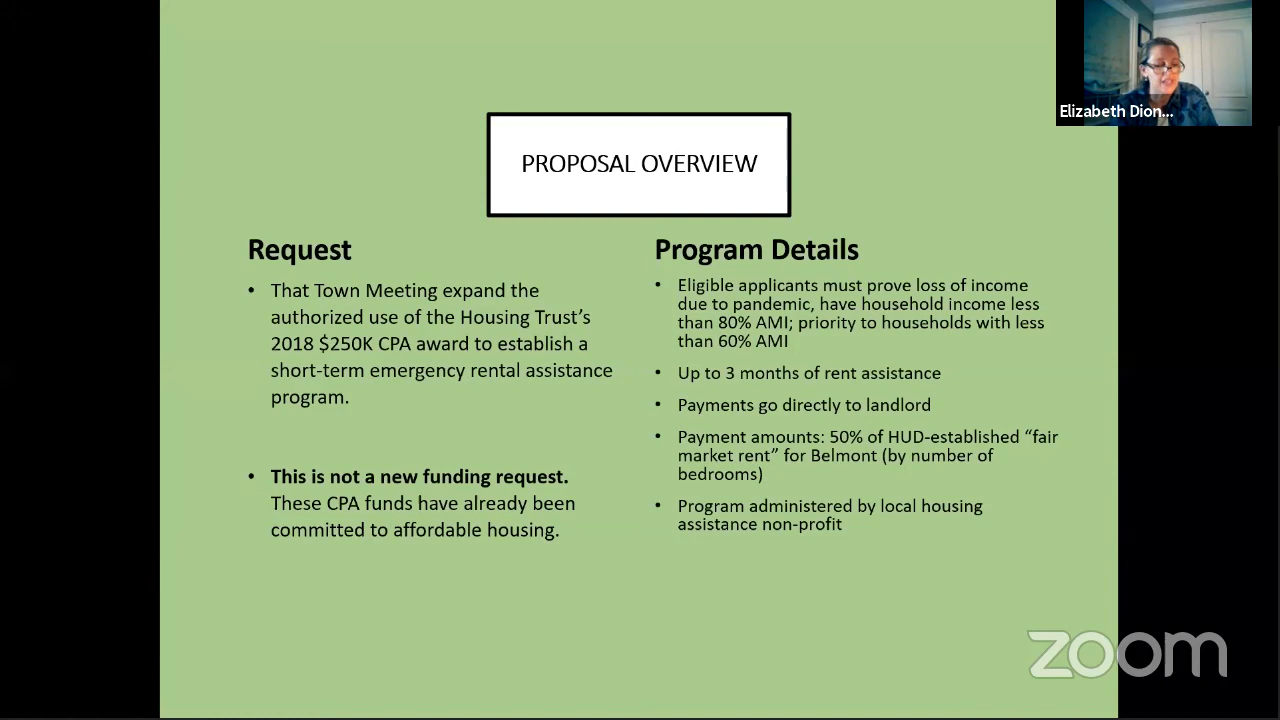 Elizabeth Dion...
PROPOSAL OVERVIEW
Request
• That Town Meeting expand the
authorized use of the Housing Trust’s
2018 $250K CPA award to establish a
short-term emergency rental assistance
program.
• This is not a new funding request.
These CPA funds have already been
committed to affordable housing.
Program Details
• Eligible applicants must prove loss of income
due to pandemic, have household income less
than 80% AMI; priority to households with less
than 60% AMI
• Up to 3 months of rent assistance
• Payments go directly to landlord
• Payment amounts: 50% of HUD-established “fair
market rent” for Belmont (by number of
bedrooms)
• Program administered by local housing
assistance non-profit
zoom